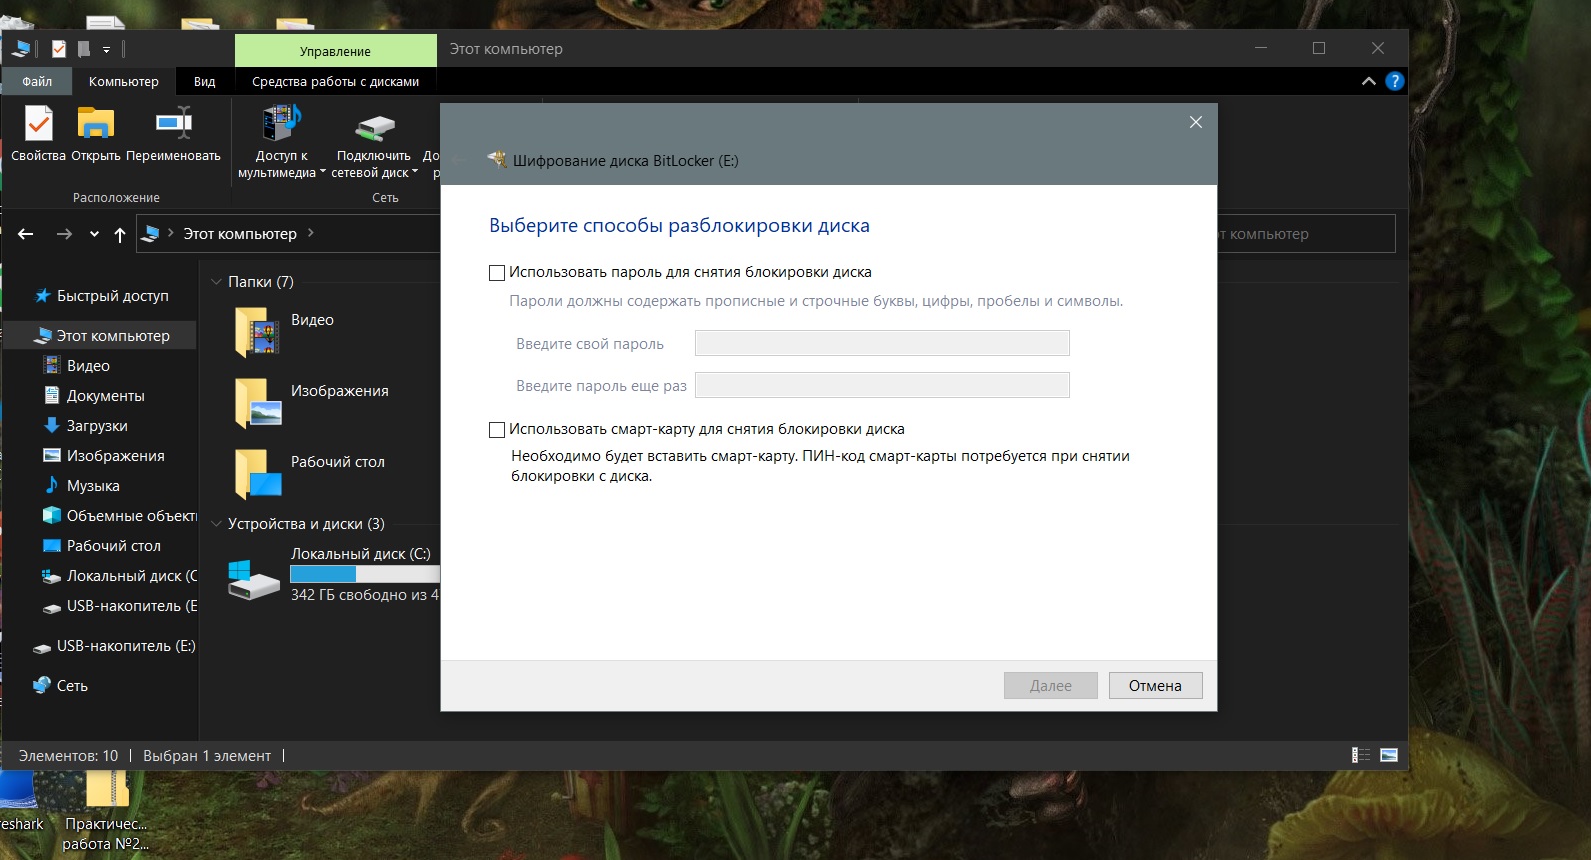 Управление
Этот компьютер
Файл
Компьютер
Вид
Средства работы с дисками
?
Свойства
Открыть
Переименовать
Доступ к
мультимедиа
Подключить
сетевой диск
Расположение
Сеть
Этот компьютер
компьютер
Шифрование диска BitLocker (E:)
Выберите способы разблокировки диска
Использовать пароль для снятия блокировки диска
Пароли должны содержать прописные и строчные буквы, цифры, пробелы и символы.
Введите свой пароль
Введите пароль еще раз
Использовать смарт-карту для снятия блокировки диска
Необходимо будет вставить смарт-карту. ПИН-код смарт-карты потребуется при снятии
блокировки с диска.
Далее
Отмена
Быстрый доступ
Этот компьютер
Видео
Документы
Загрузки
Изображения
Музыка
Объемные объект
Рабочий стол
Локальный диск (C
USB-накопитель (E
USB-накопитель (E:)
Сеть
Папки (7)
Видео
Изображения
Рабочий стол
Устройства и диски (3)
Локальный диск (C:)
342 ГБ свободно из 4
Элементов: 10
Выбран 1 элемент
eshark
Практичес...
работа №2...